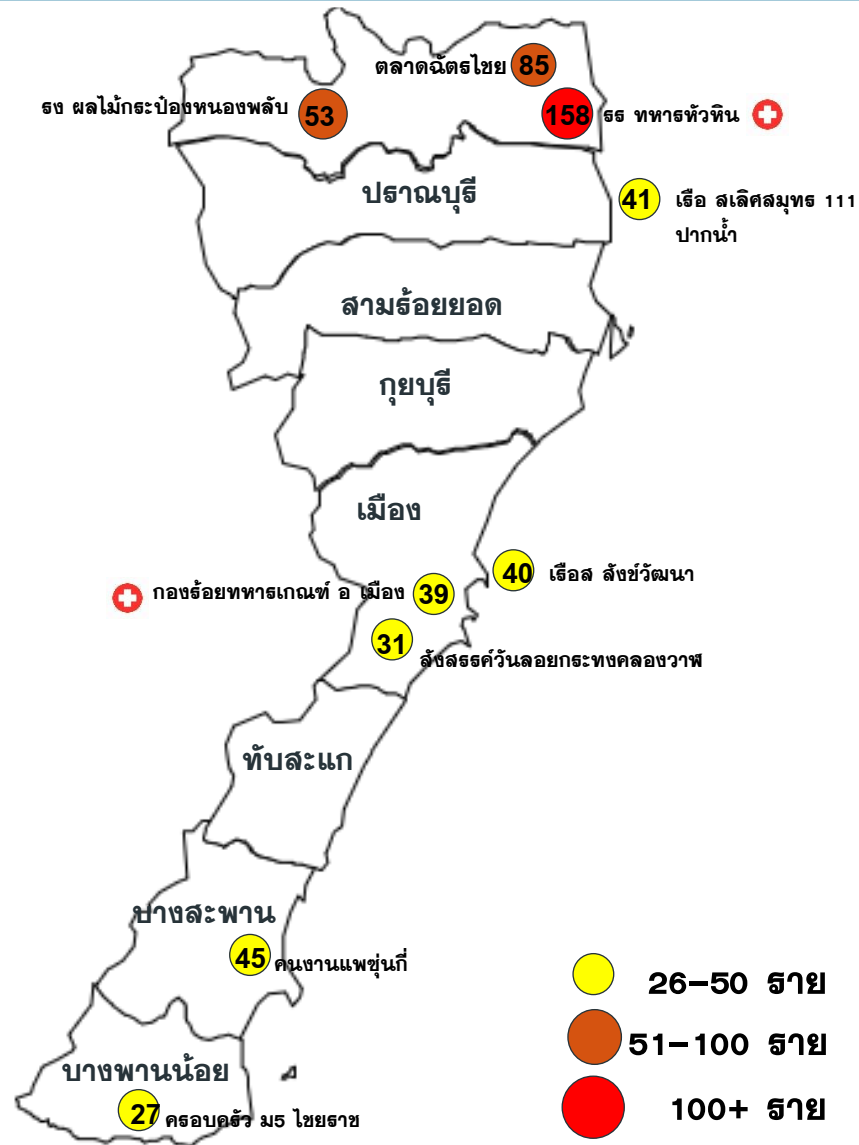 ตลาดฉัตรไชย 85
รง ผลไม้กระป๋องหนองพลับ 53
158 รร ทหารหัวหิน
ปราณบุรี
41 เรือ สเลิศสมุทร 111
ปากน้ำ
สามร้อยยอด
กุยบุรี
เมือง
40 เรือส สังข์วัฒนา
กองร้อยทหารเกณฑ์ อ เมือง 39
31 สังสรรค์วันลอยกระทงคลองวาฬ
ทับสะแก
บางสะพาน
45 คนงานแพขุ่นกี่
26-50 ราย
51-100 ราย
บางพานน้อย
27 ครอบครัว ม5 ไชยราช
100+ ราย